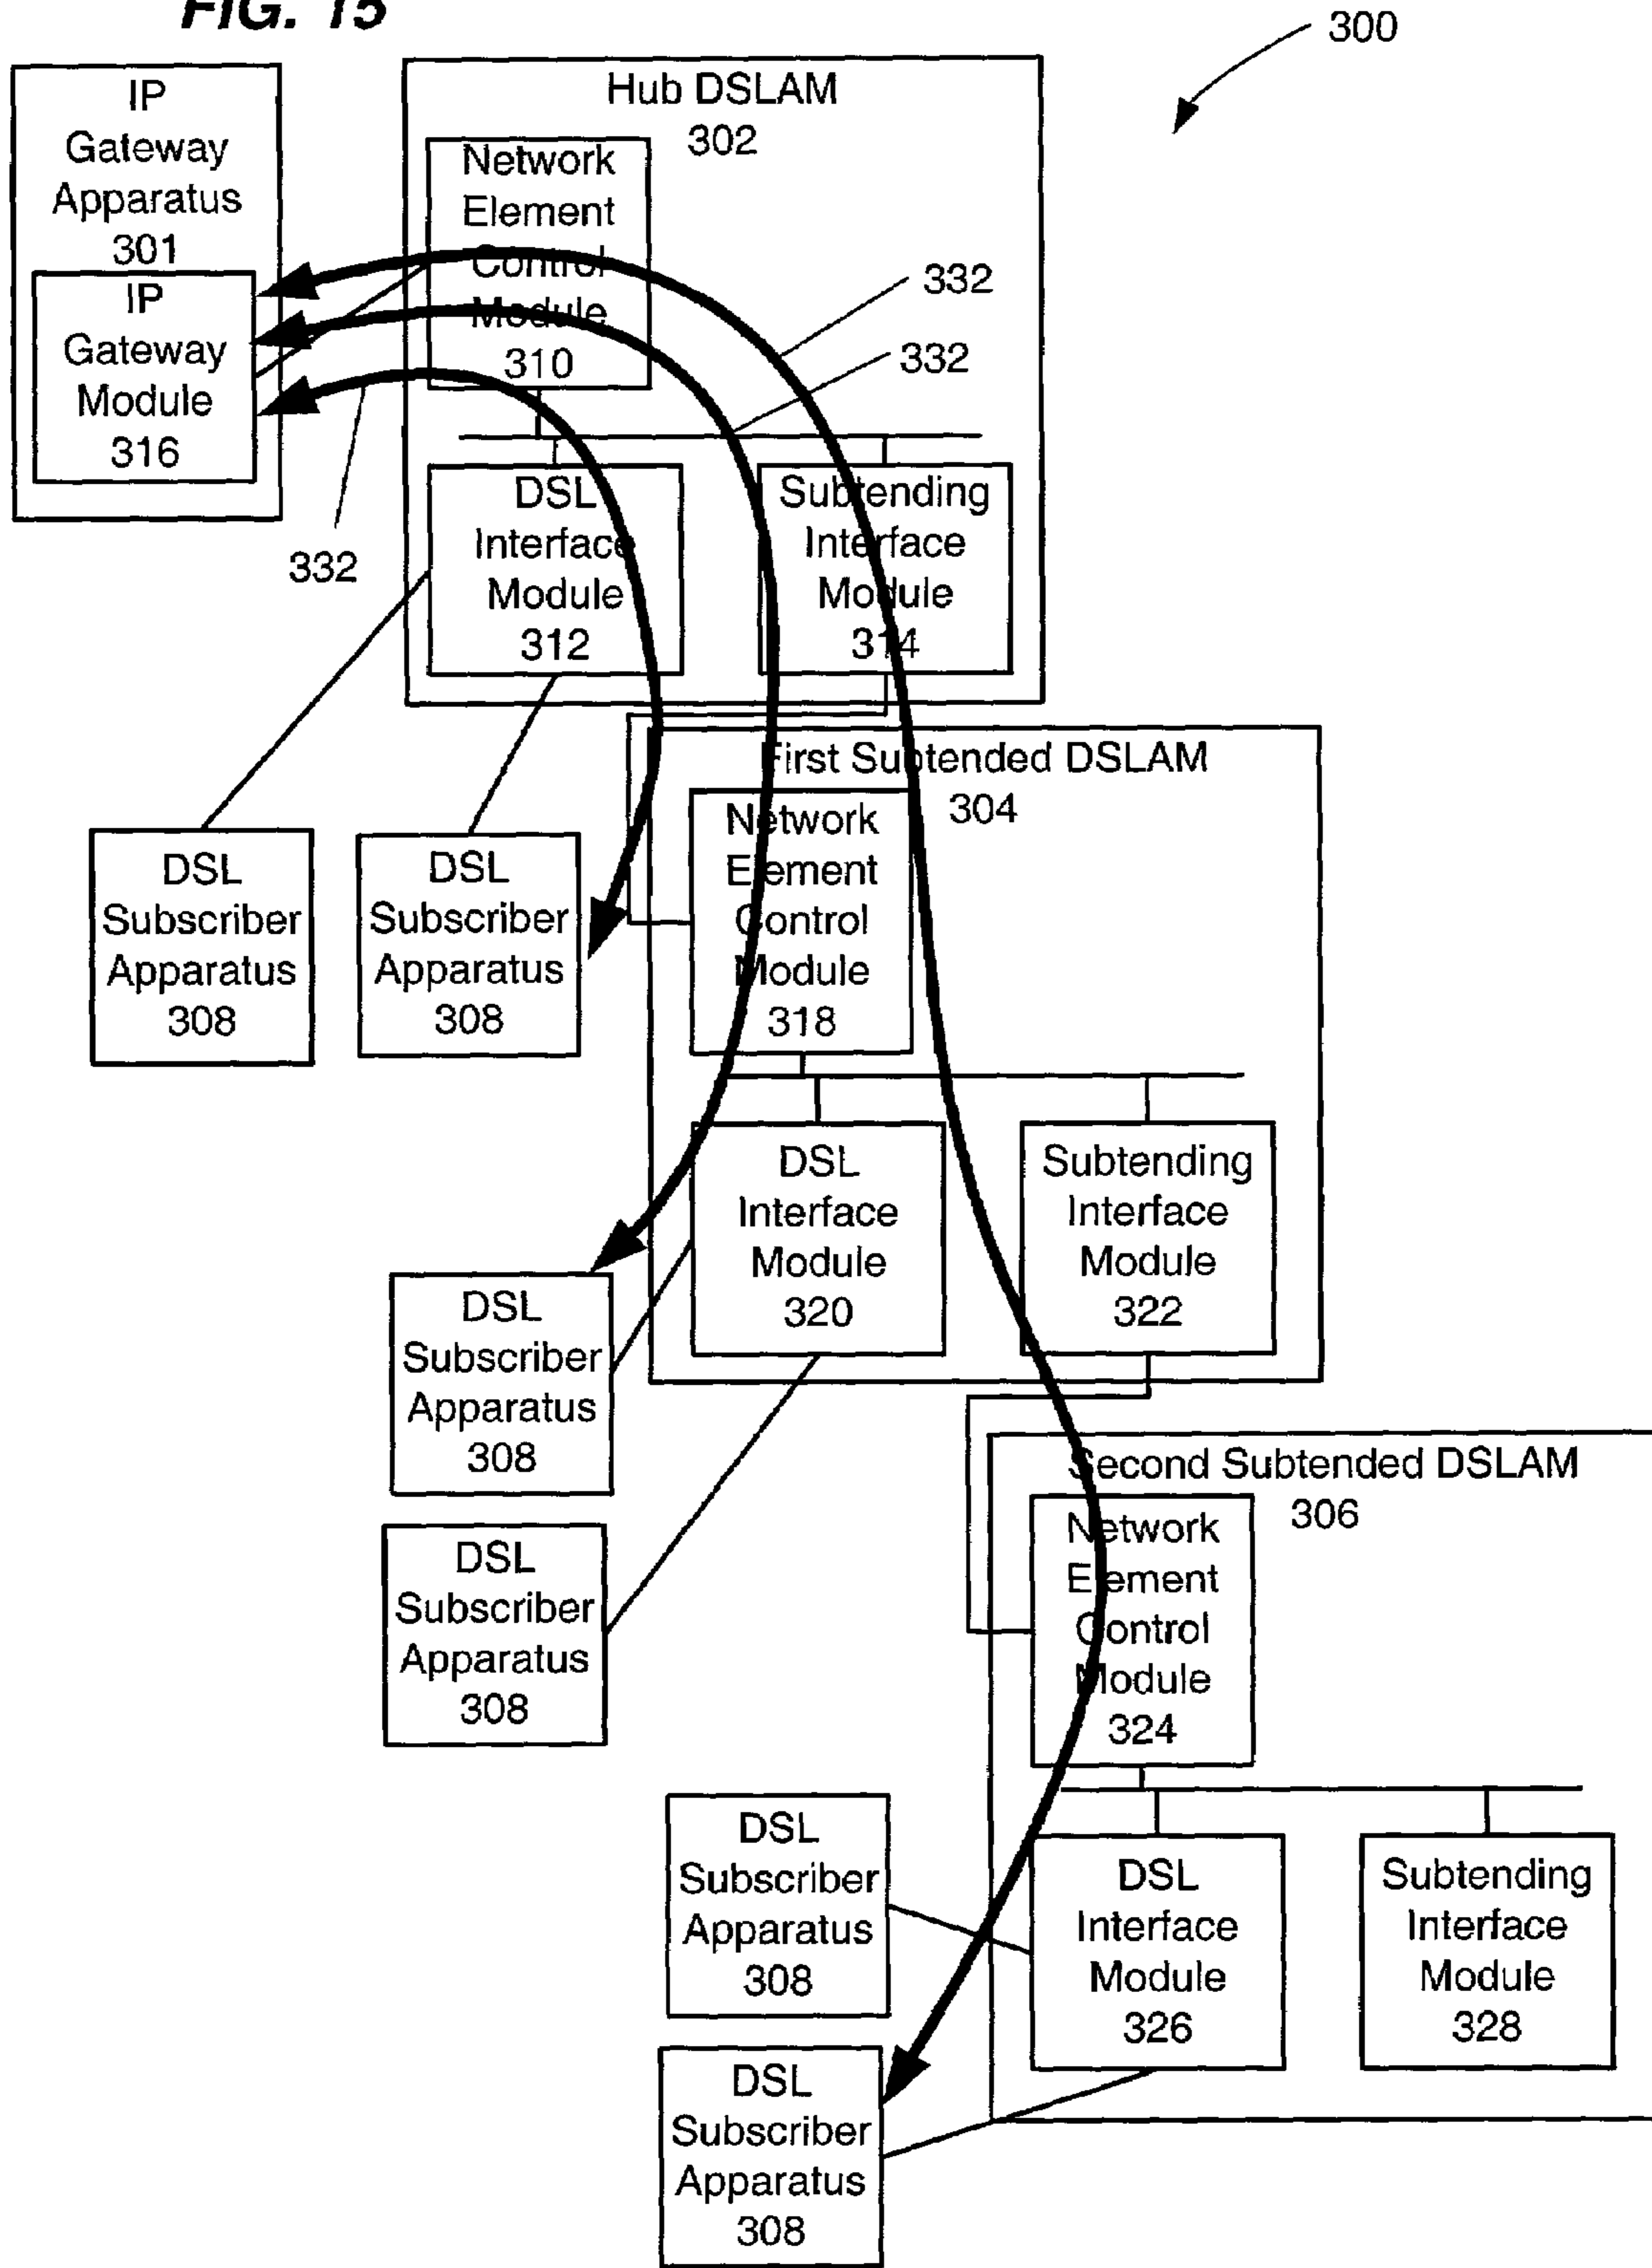 FIG. 15
300
IP
Gateway
Apparatus
301
IP
Gateway
Module
316
Hub DSLAM
302
Network
Element
Control
Module
310
332
332
332
DSL
Interface
Module
312
Subtending
Interface
Module
314
First Subtended DSLAM
304
Network
Element
Control
Module
318
DSL
Subscriber
Apparatus
308
DSL
Subscriber
Apparatus
308
DSL
Interface
Module
320
Subtending
Interface
Module
322
DSL
Subscriber
Apparatus
308
DSL
Subscriber
Apparatus
308
Second Subtended DSLAM
306
Network
Element
Control
Module
324
DSL
Subscriber
Apparatus
308
DSL
Interface
Module
326
Subtending
Interface
Module
328
DSL
Subscriber
Apparatus
308